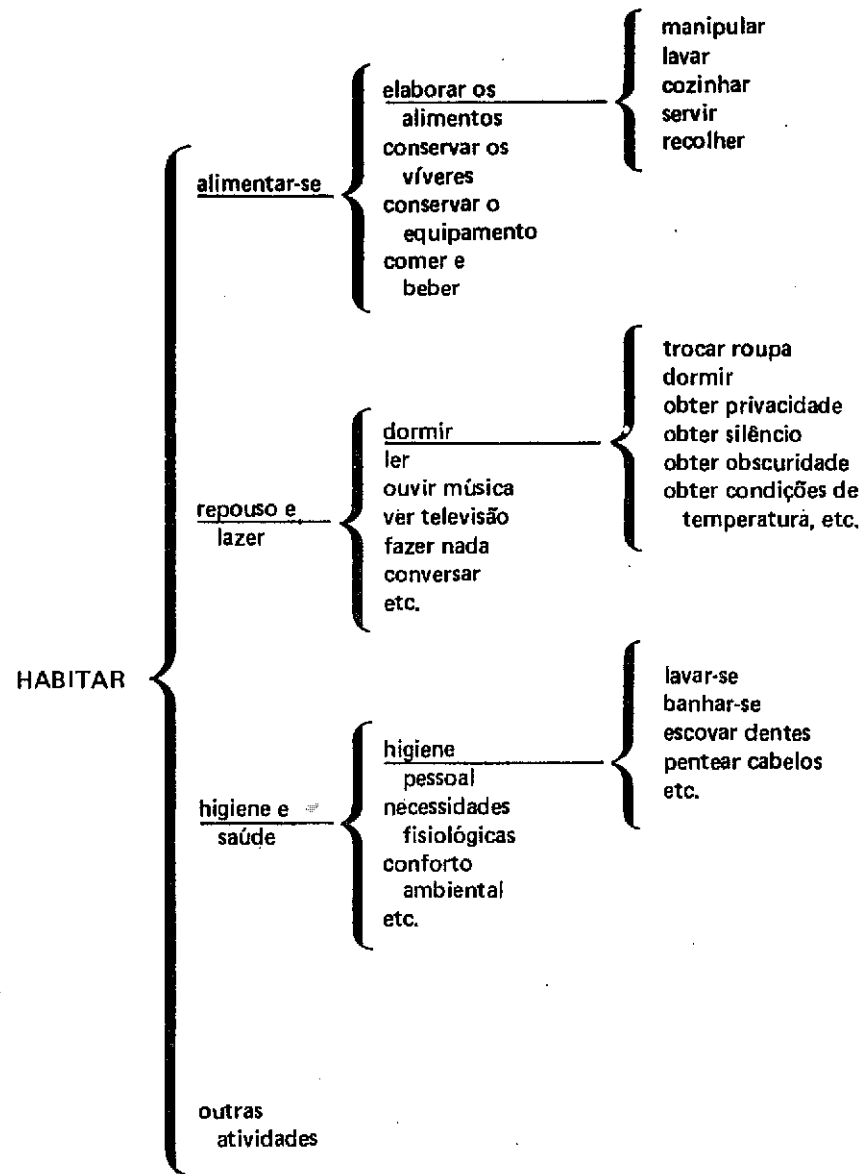 HABITAR
alimentar-se
elaborar os
alimentos
conservar os
víveres
conservar o
equipamento
comer e
beber
manipular
lavar
cozinhar
servir
recolher
repouso e
lazer
dormir
ler
ouvir música
ver televisão
fazer nada
conversar
etc.
trocar roupa
dormir
obter privacidade
obter silêncio
obter obscuridade
obter condições de
temperatura, etc.
higiene e
saúde
higiene
pessoal
necessidades
fisiológicas
conforto
ambiental
etc.
lavar-se
banhar-se
escovar dentes
pentear cabelos
etc.
outras
atividades